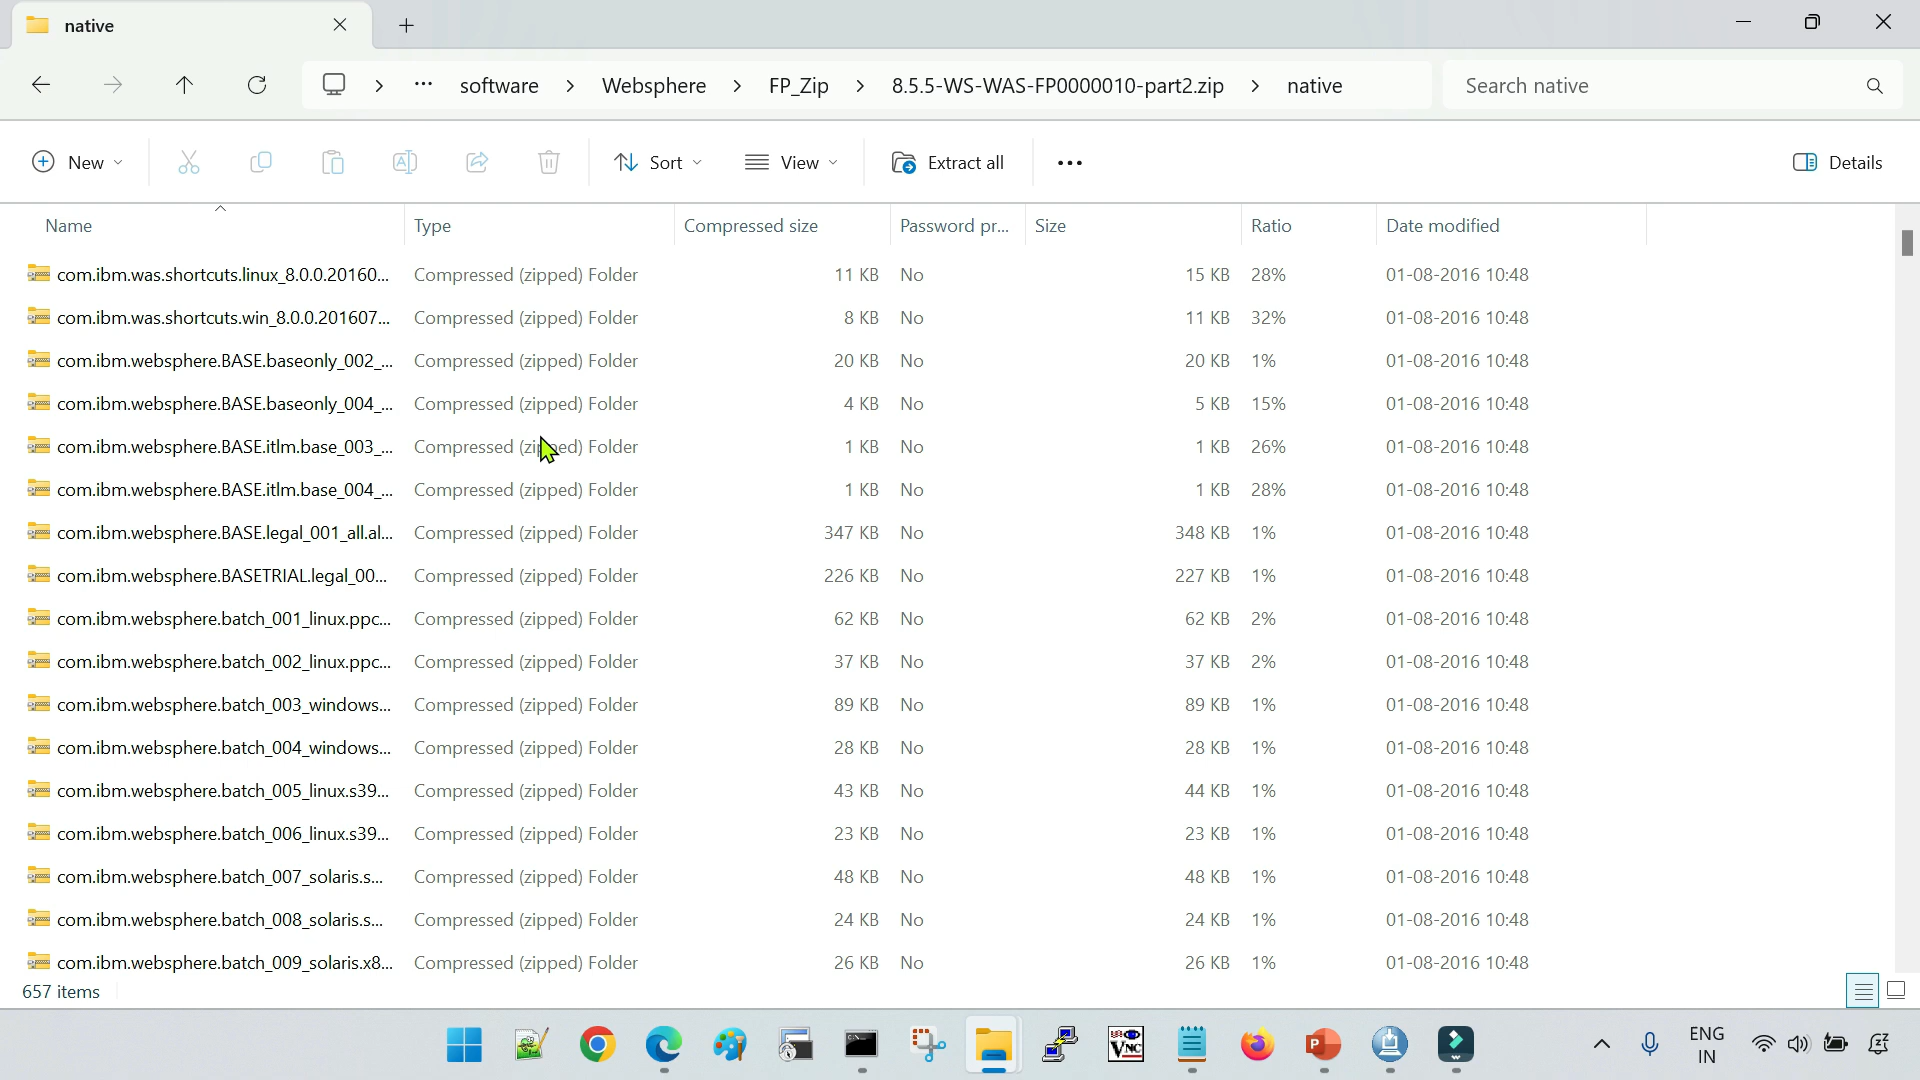 native
software > Websphere > FP_Zip > 8.5.5-WS-WAS-FP0000010-part2.zip > native Search native
New Sort View Extract all Details
Name Type Compressed size Password pr... Size Ratio Date modified
com.ibm.was.shortcuts.linux_8.0.0.20160... Compressed (zipped) Folder 11 KB No 15 KB 28% 01-08-2016 10:48
com.ibm.was.shortcuts.win_8.0.0.201607... Compressed (zipped) Folder 8 KB No 11 KB 32% 01-08-2016 10:48
com.ibm.websphere.BASE.baseonly_002_... Compressed (zipped) Folder 20 KB No 20 KB 1% 01-08-2016 10:48
com.ibm.websphere.BASE.baseonly_004_... Compressed (zipped) Folder 4 KB No 5 KB 15% 01-08-2016 10:48
com.ibm.websphere.BASE.itlm.base_003_... Compressed (zipped) Folder 1 KB No 1 KB 26% 01-08-2016 10:48
com.ibm.websphere.BASE.itlm.base_004_... Compressed (zipped) Folder 1 KB No 1 KB 28% 01-08-2016 10:48
com.ibm.websphere.BASE.legal_001_all.al... Compressed (zipped) Folder 347 KB No 348 KB 1% 01-08-2016 10:48
com.ibm.websphere.BASETRIAL.legal_00... Compressed (zipped) Folder 226 KB No 227 KB 1% 01-08-2016 10:48
com.ibm.websphere.batch_001_linux.ppc... Compressed (zipped) Folder 62 KB No 62 KB 2% 01-08-2016 10:48
com.ibm.websphere.batch_002_linux.ppc... Compressed (zipped) Folder 37 KB No 37 KB 2% 01-08-2016 10:48
com.ibm.websphere.batch_003_windows... Compressed (zipped) Folder 89 KB No 89 KB 1% 01-08-2016 10:48
com.ibm.websphere.batch_004_windows... Compressed (zipped) Folder 28 KB No 28 KB 1% 01-08-2016 10:48
com.ibm.websphere.batch_005_linux.s39... Compressed (zipped) Folder 43 KB No 44 KB 1% 01-08-2016 10:48
com.ibm.websphere.batch_006_linux.s39... Compressed (zipped) Folder 23 KB No 23 KB 1% 01-08-2016 10:48
com.ibm.websphere.batch_007_solaris.s... Compressed (zipped) Folder 48 KB No 48 KB 1% 01-08-2016 10:48
com.ibm.websphere.batch_008_solaris.s... Compressed (zipped) Folder 24 KB No 24 KB 1% 01-08-2016 10:48
com.ibm.websphere.batch_009_solaris.x8... Compressed (zipped) Folder 26 KB No 26 KB 1% 01-08-2016 10:48
657 items
ENG
IN